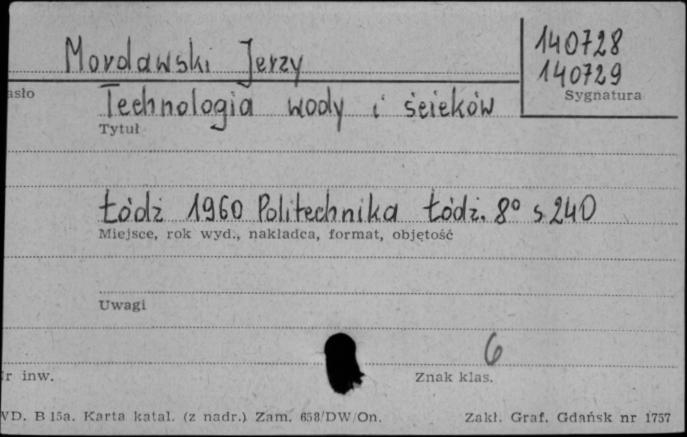 Mordawski Jerzy
140728
140729
Sygnatura
asło
Technologia wody i ścieków
Tytuł
Łódź 1960 Politechnika Łódź. 8° s 240
Miejsce, rok wyd., nakładca, format, objętość
Uwagi
6
r inw.
Znak klas.
WD. B 15a. Karta katal. (z nadr.) Zam. 658/DW/On.
Zakł. Graf. Gdańsk nr 1757